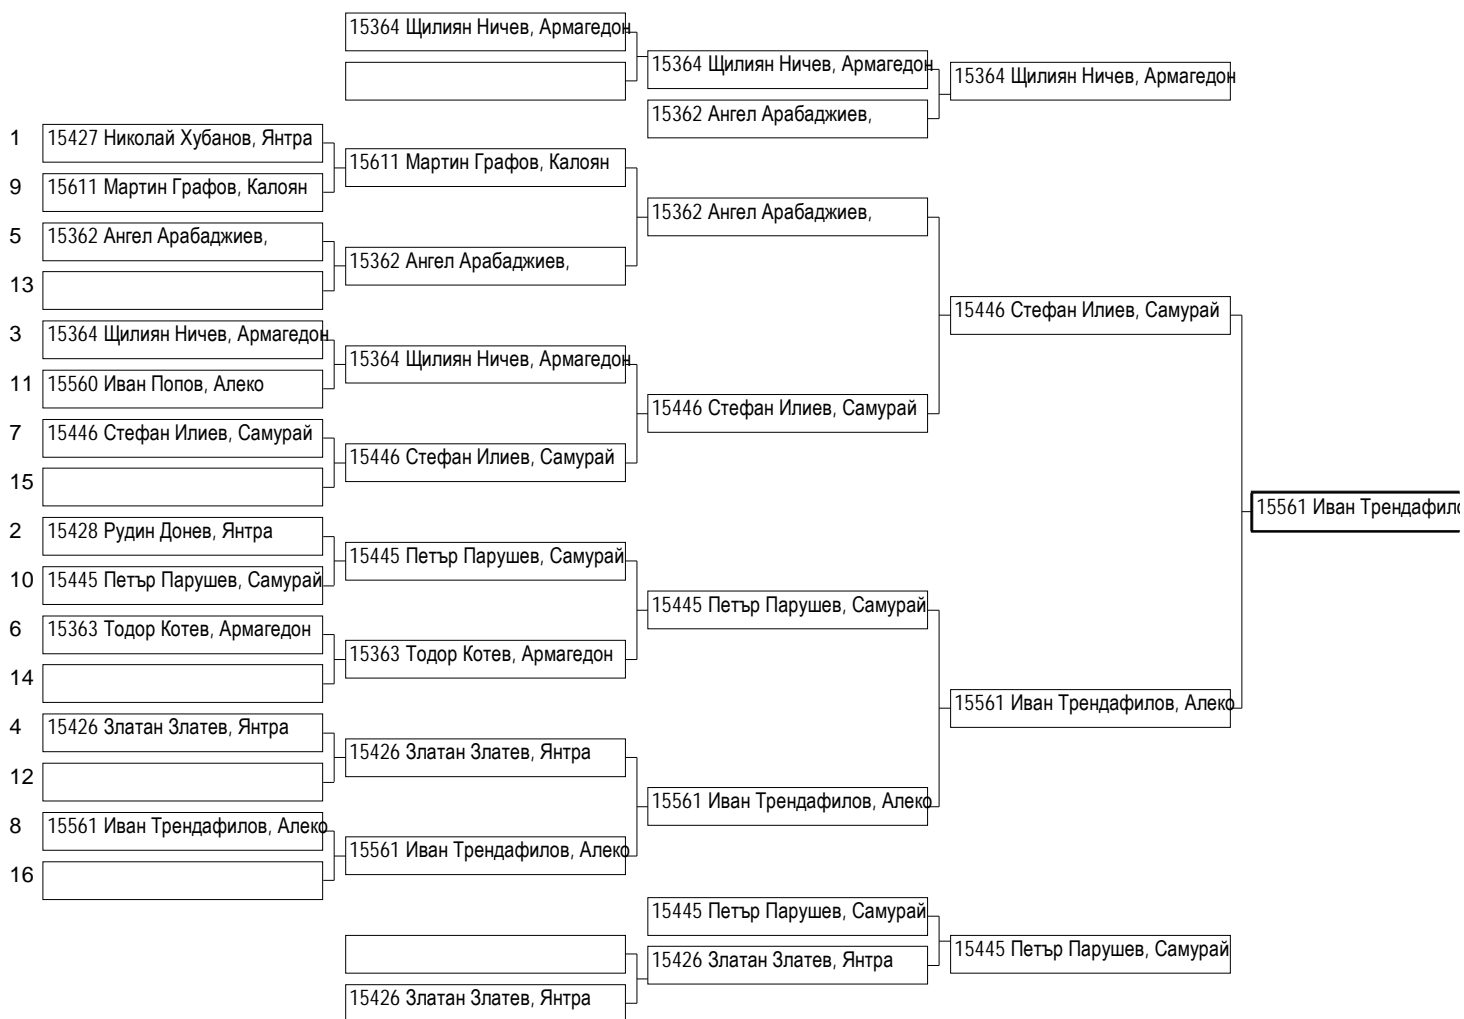 15364 Щилиян Ничев, Армагедон
15364 Щилиян Ничев, Армагедон
15364 Щилиян Ничев, Армагедон
15362 Ангел Арабаджиев,
1 15427 Николай Хубанов, Янтра
15611 Мартин Графов, Калоян
9 15611 Мартин Графов, Калоян
15362 Ангел Арабаджиев,
5 15362 Ангел Арабаджиев,
15362 Ангел Арабаджиев,
13
15446 Стефан Илиев, Самурай
3 15364 Щилиян Ничев, Армагедон
15364 Щилиян Ничев, Армагедон
11 15560 Иван Попов, Алеко
15446 Стефан Илиев, Самурай
7 15446 Стефан Илиев, Самурай
15446 Стефан Илиев, Самурай
15
15561 Иван Трендафило
2 15428 Рудин Донев, Янтра
15445 Петър Парушев, Самурай
10 15445 Петър Парушев, Самурай
15445 Петър Парушев, Самурай
6 15363 Тодор Котев, Армагедон
15363 Тодор Котев, Армагедон
14
15561 Иван Трендафилов, Алеко
4 15426 Златан Златев, Янтра
15426 Златан Златев, Янтра
12
15561 Иван Трендафилов, Алеко
8 15561 Иван Трендафилов, Алеко
15561 Иван Трендафилов, Алеко
16
15445 Петър Парушев, Самурай
15445 Петър Парушев, Самурай
15426 Златан Златев, Янтра
15426 Златан Златев, Янтра